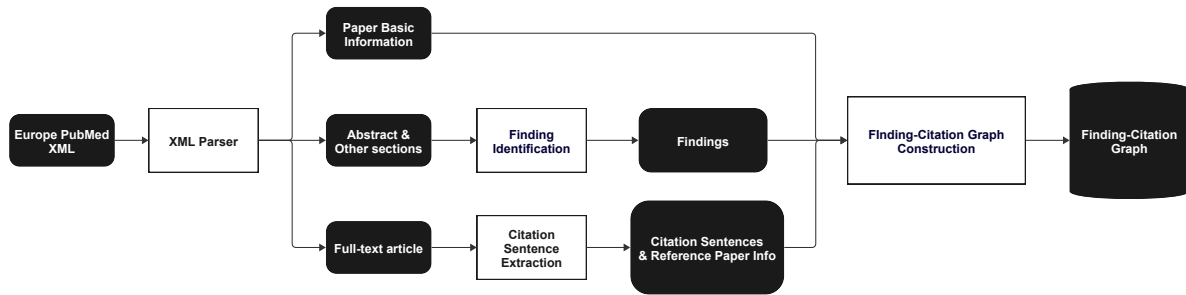 Paper Basic
Information
Europe PubMed
XML
XML Parser
Abstract &
Other sections
Finding
Identification
Findings
FInding-Citation Graph
Construction
Finding-Citation
Graph
Full-text article
Citation
Sentence
Extraction
Citation Sentences
& Reference Paper Info